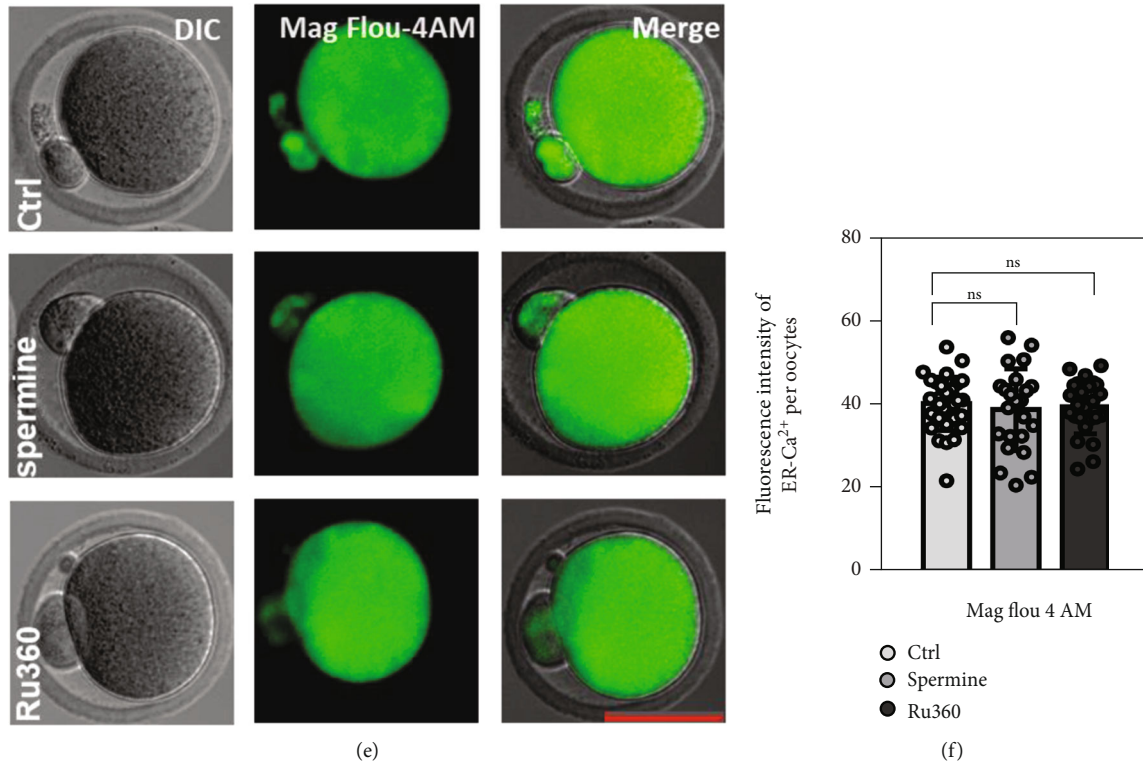 DIC
Mag Flou-4AM
Merge
Ctrl
spermine
Ru360
(e)
80
60
40
20
0
Fluorescence intensity of
ER-Ca²⁺ per oocytes
ns
ns
Mag flou 4 AM
Ctrl
Spermine
Ru360
(f)